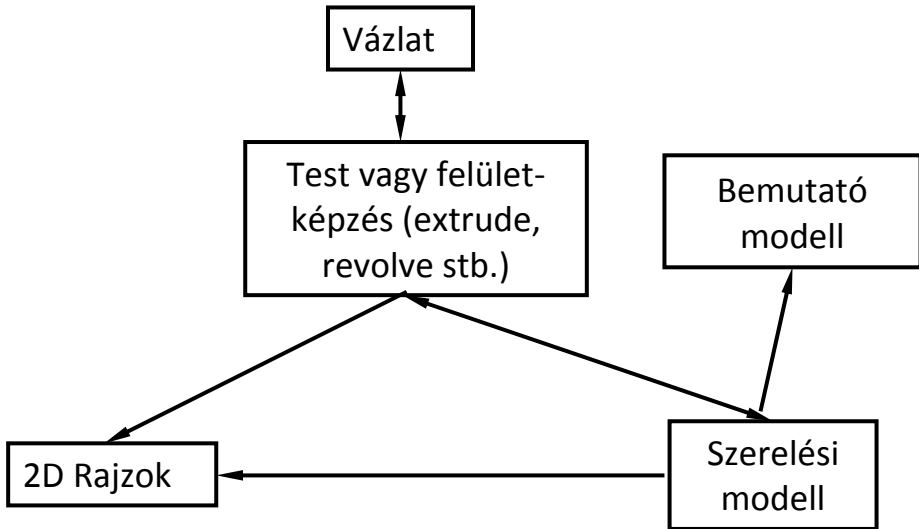 Vázlat
Test vagy felület-
képzés (extrude,
revolve stb.)
Bemutató
modell
2D Rajzok
Szerelési
modell